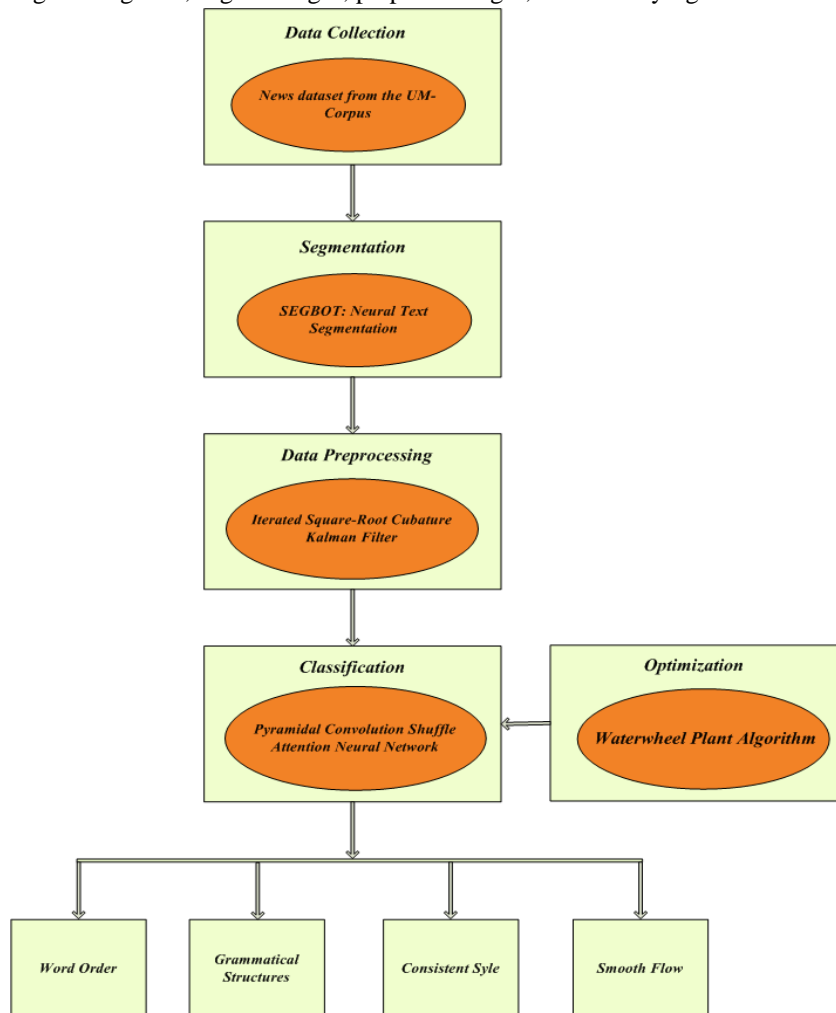 Data Collection
News dataset from the UM-
Corpus
Segmentation
SEGBOT: Neural Text
Segmentation
Data Preprocessing
Iterated Square-Root Cubature
Kalman Filter
Classification
Pyramidal Convolution Shuffle
Attention Neural Network
Optimization
Waterwheel Plant Algorithm
Word Order
Grammatical
Structures
Consistent Syle
Smooth Flow